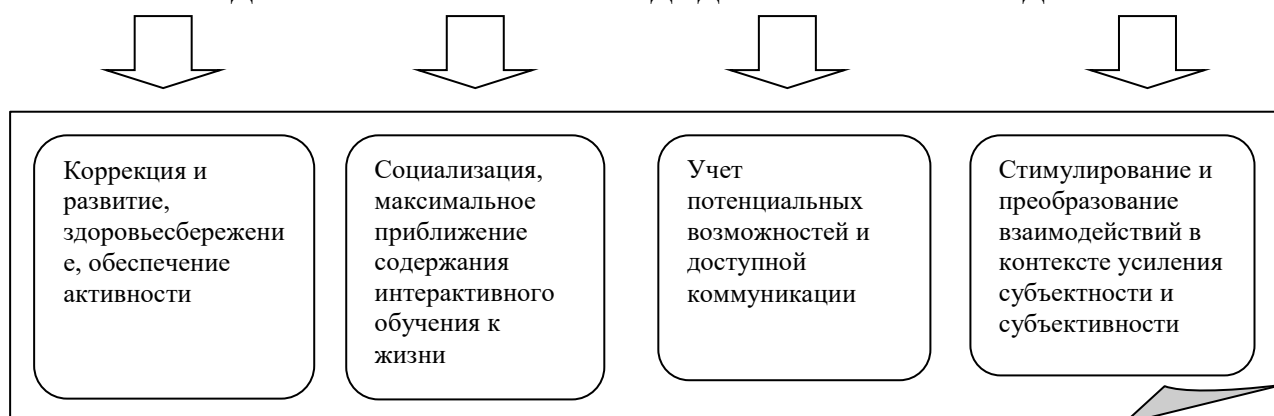 Коррекция и
развитие,
здоровьесбережени
е, обеспечение
активности
Социализация,
максимальное
приближение
содержания
интерактивного
обучения к
жизни
Учет
потенциальных
возможностей и
доступной
коммуникации
Стимулирование и
преобразование
взаимодействий в
контексте усиления
субъектности и
субъективности